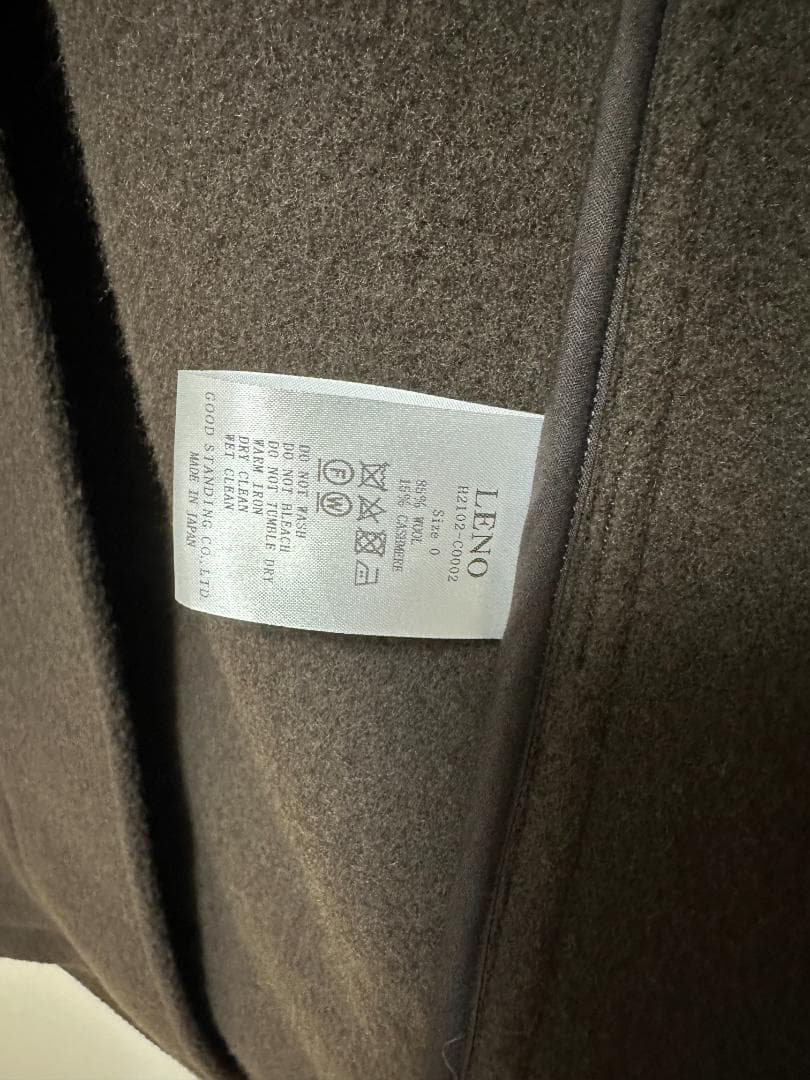 LENO
H2102-C0002
Size 0
85% WOOL
15% CASHMERE
F W
DO NOT WASH
DO NOT BLEACH
DO NOT TUMBLE DRY
WARM IRON
DRY CLEAN
WET CLEAN
GOOD STANDING CO., LTD.
MADE IN JAPAN